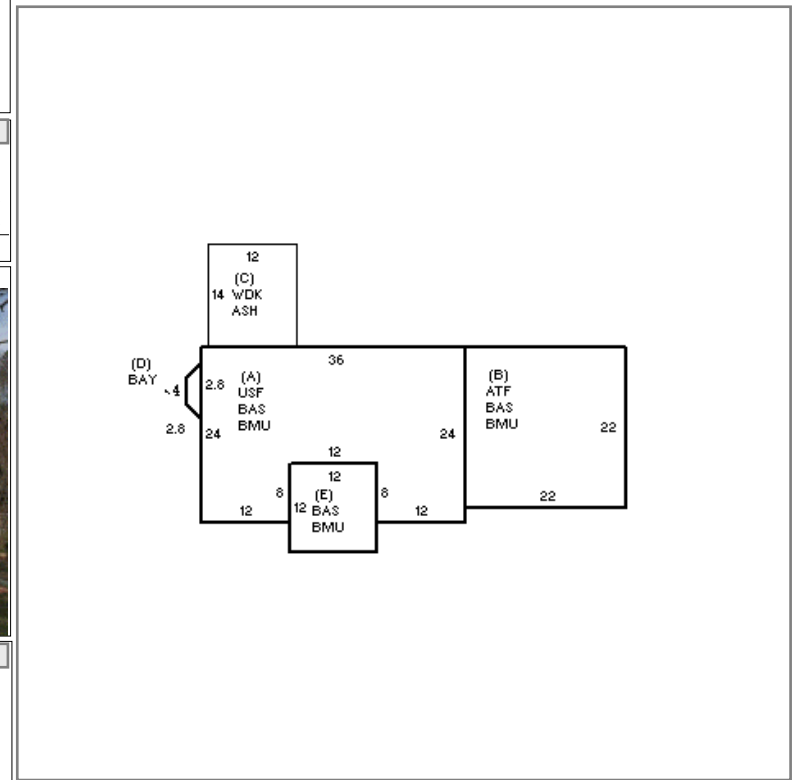 12
(C)
14 WDK
ASH
36
(D)
BAY
4
2.8
2.8
(A)
USF
BAS
BMU
24
24
(B)
ATF
BAS
BMU
22
22
12
12
8
8
(E)
12 BAS
BMU
12
12